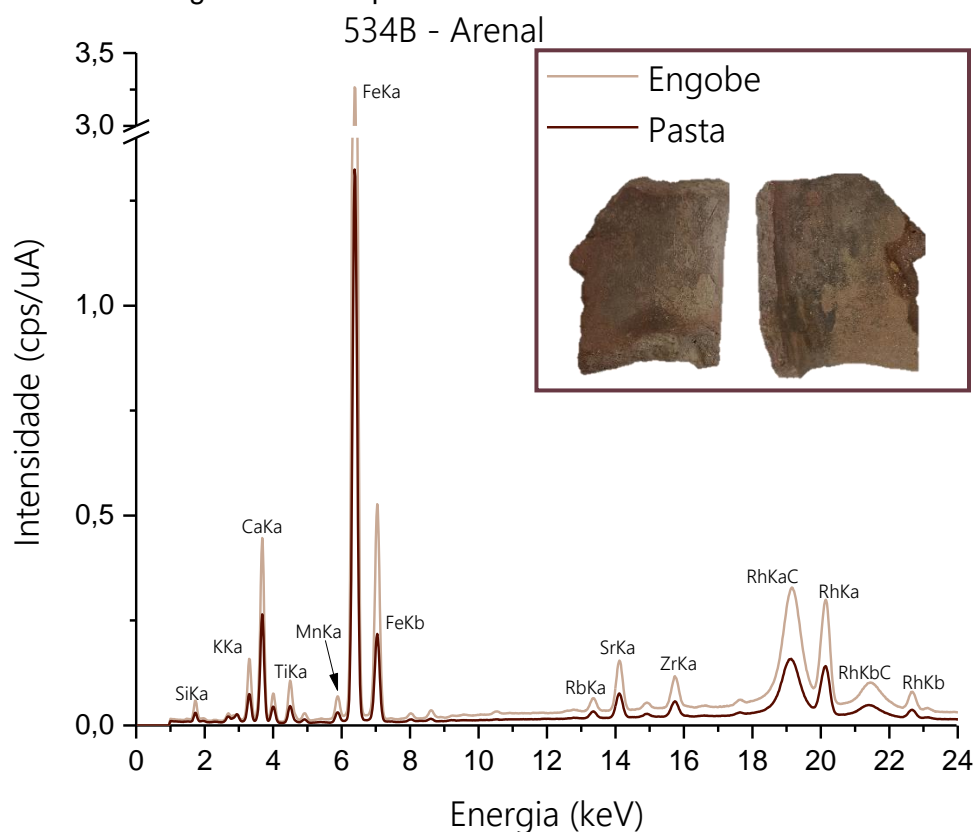 534B - Arenal
3,5
3,0
1,0
0,5
0,0
Intensidade (cps/uA)
Engobe
Pasta
FeKa
CaKa
KKa
SiKa
TiKa
MnKa
FeKb
RbKa
SrKa
ZrKa
RhKaC
RhKa
RhKbC
RhKb
0 2 4 6 8 10 12 14 16 18 20 22 24
Energia (keV)